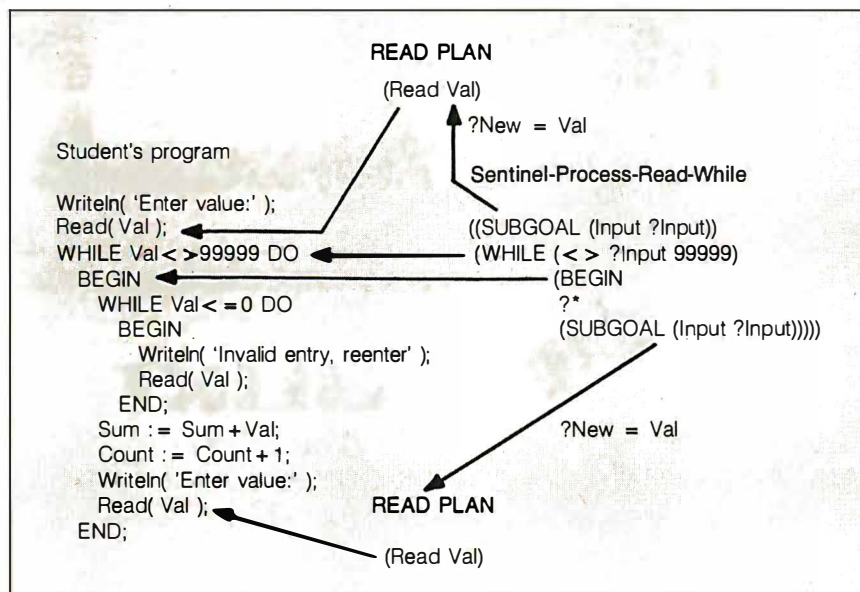 READ PLAN
(Read Val)
?New = Val
Student's program
Sentinel-Process-Read-While
Writeln( 'Enter value:' );
Read( Val );
WHILE Val< >99999 DO
BEGIN
WHILE Val< =0 DO
BEGIN
Writeln( 'Invalid entry, reenter' );
Read( Val );
END;
Sum := Sum+Val;
Count := Count+1;
Writeln( 'Enter value:' );
Read( Val );
END;
((SUBGOAL (Input ?Input))
(WHILE (< > ?Input 99999)
(BEGIN
?*
(SUBGOAL (Input ?Input)))))
?New = Val
READ PLAN
(Read Val)